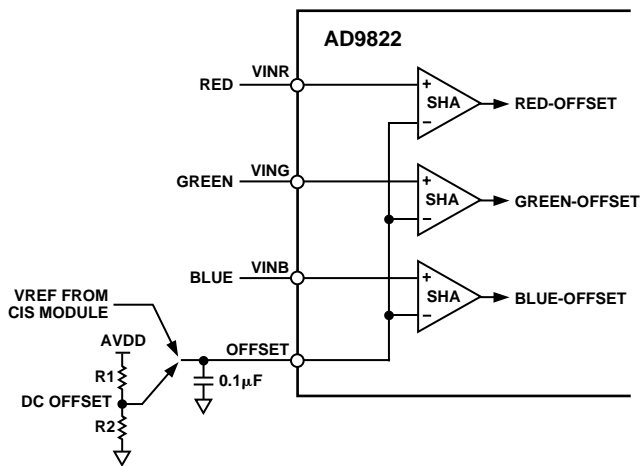 AD9822
VINR
RED
+
SHA
−
RED-OFFSET
VING
GREEN
+
SHA
−
GREEN-OFFSET
VINB
BLUE
+
SHA
−
BLUE-OFFSET
VREF FROM
CIS MODULE
AVDD
OFFSET
R1
0.1μF
DC OFFSET
R2